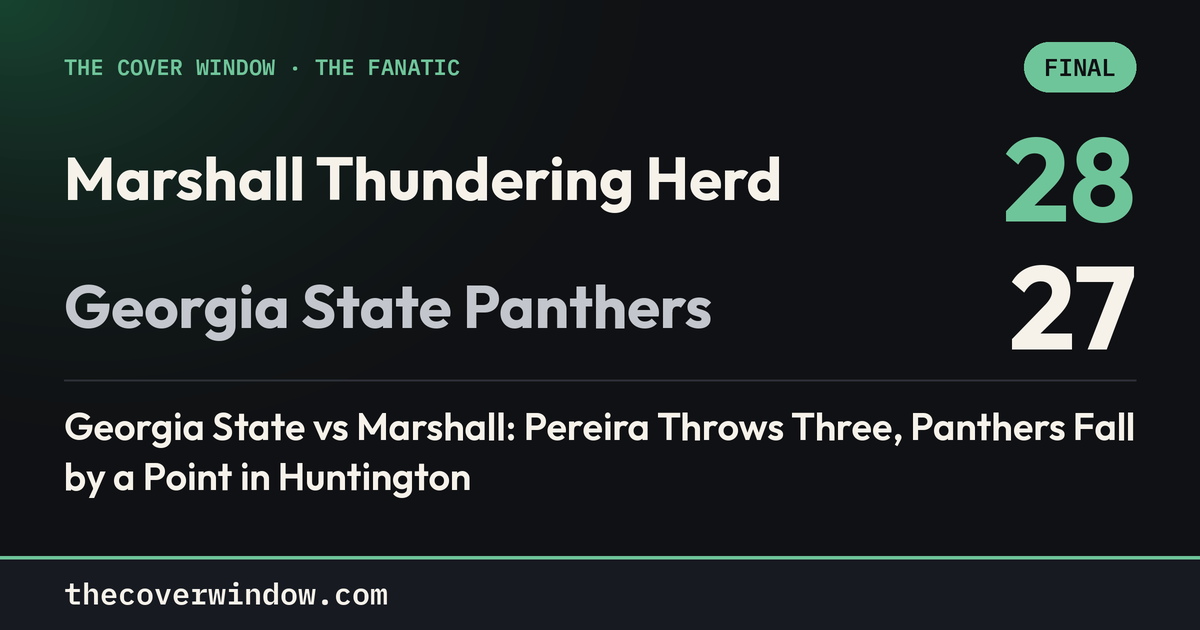 THE COVER WINDOW · THE FANATIC
FINAL
Marshall Thundering Herd 28
Georgia State Panthers 27
Georgia State vs Marshall: Pereira Throws Three, Panthers Fall
by a Point in Huntington
thecoverwindow.com